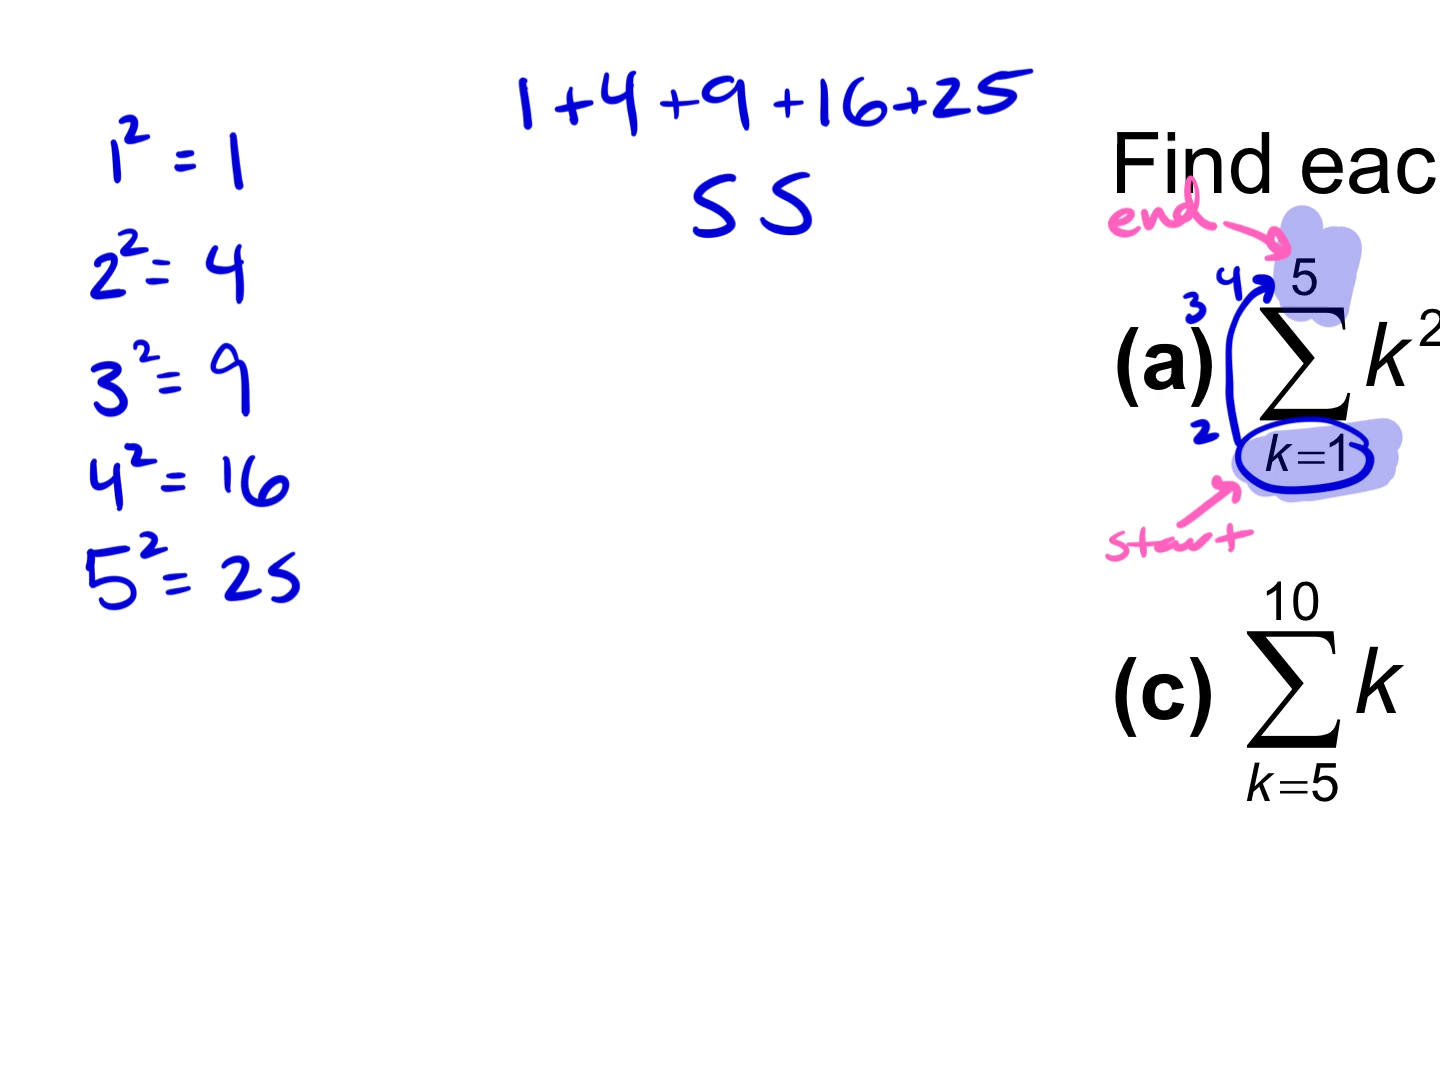 1² = 1
2² = 4
3² = 9
4² = 16
5² = 25
1+4+9+16+25
55
Find eac
end
5
3 4
(a) ∑ k²
2
k=1
start
10
(c) ∑ k
k=5